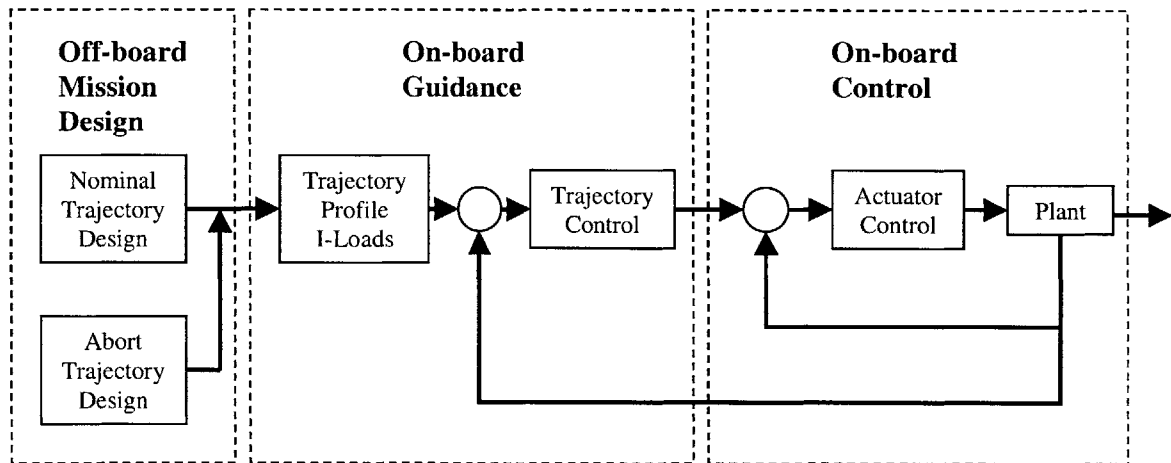 Off-board
Mission
Design
On-board
Guidance
On-board
Control
Nominal
Trajectory
Design
Trajectory
Profile
I-Loads
Trajectory
Control
Actuator
Control
Plant
Abort
Trajectory
Design